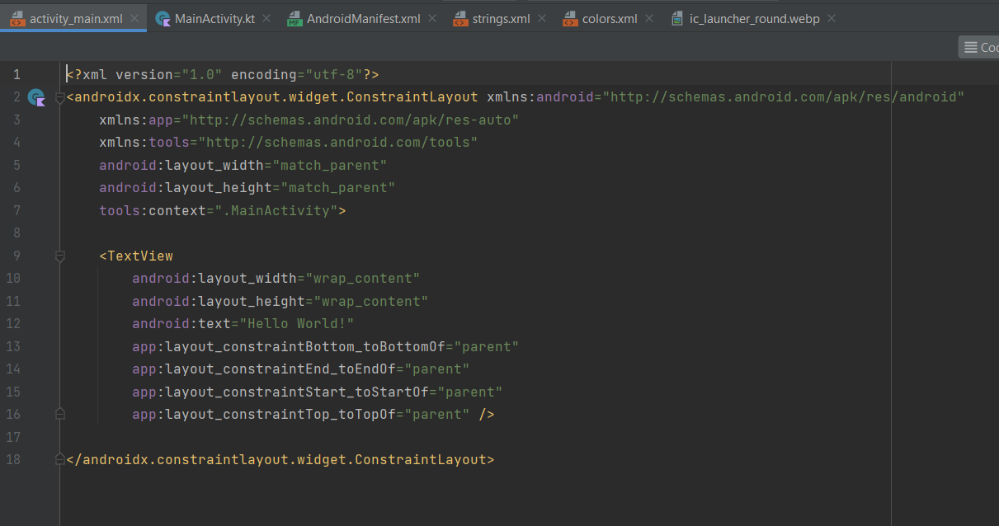 activity_main.xml MainActivity.kt AndroidManifest.xml strings.xml colors.xml ic_launcher_round.webp
1 <?xml version="1.0" encoding="utf-8"?>
2 <androidx.constraintlayout.widget.ConstraintLayout xmlns:android="http://schemas.android.com/apk/res/android"
3     xmlns:app="http://schemas.android.com/apk/res-auto"
4     xmlns:tools="http://schemas.android.com/tools"
5     android:layout_width="match_parent"
6     android:layout_height="match_parent"
7     tools:context=".MainActivity">
8
9     <TextView
10         android:layout_width="wrap_content"
11         android:layout_height="wrap_content"
12         android:text="Hello World!"
13         app:layout_constraintBottom_toBottomOf="parent"
14         app:layout_constraintEnd_toEndOf="parent"
15         app:layout_constraintStart_toStartOf="parent"
16         app:layout_constraintTop_toTopOf="parent" />
17
18 </androidx.constraintlayout.widget.ConstraintLayout>